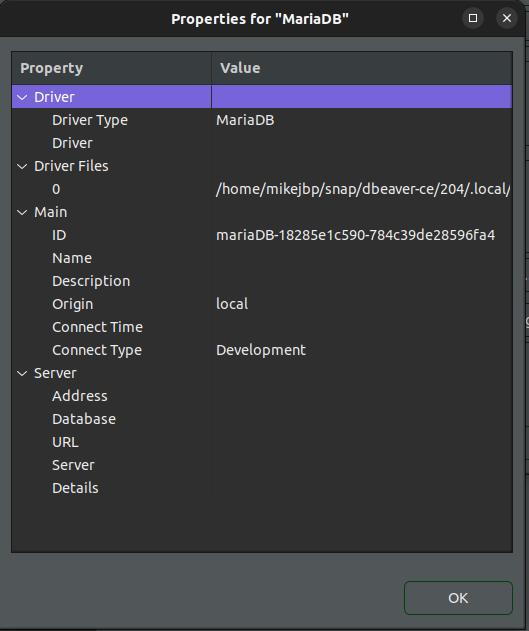 Properties for "MariaDB"
Property Value
Driver
Driver Type MariaDB
Driver
Driver Files
0 /home/mikejbp/snap/dbeaver-ce/204/.local/
Main
ID mariaDB-18285e1c590-784c39de28596fa4
Name
Description
Origin local
Connect Time
Connect Type Development
Server
Address
Database
URL
Server
Details
OK